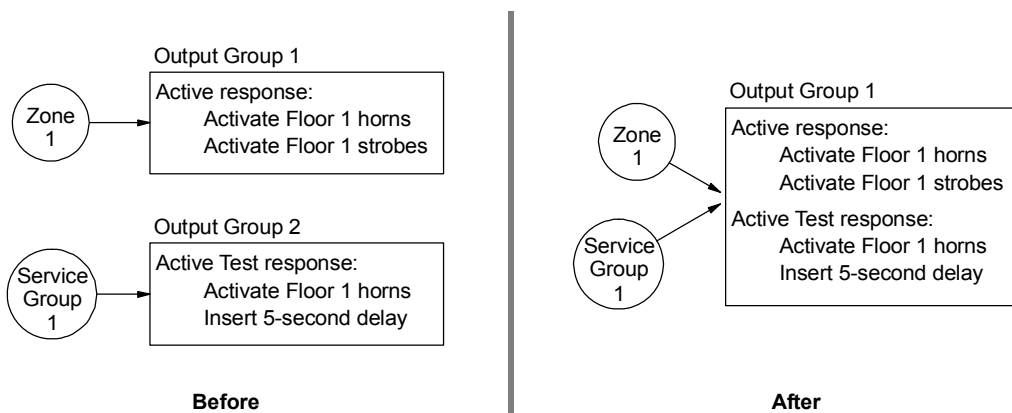 Output Group 1
Zone
1
Active response:
Activate Floor 1 horns
Activate Floor 1 strobes
Output Group 2
Service
Group
1
Active Test response:
Activate Floor 1 horns
Insert 5-second delay
Before
Output Group 1
Zone
1
Service
Group
1
Active response:
Activate Floor 1 horns
Activate Floor 1 strobes
Active Test response:
Activate Floor 1 horns
Insert 5-second delay
After